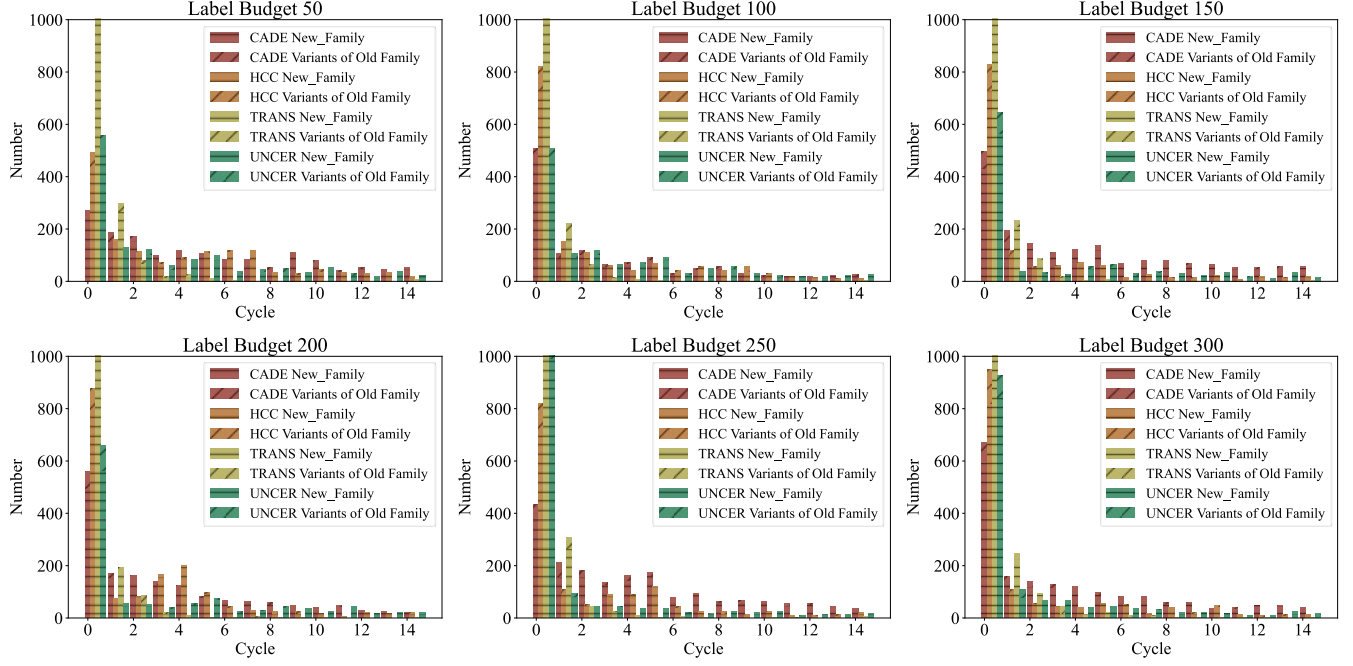 Label Budget 50
1000
800
600
400
200
0
Number
CADE New_Family
CADE Variants of Old Family
HCC New_Family
HCC Variants of Old Family
TRANS New_Family
TRANS Variants of Old Family
UNCER New_Family
UNCER Variants of Old Family
0 2 4 6 8 10 12 14
Cycle
Label Budget 100
1000
800
600
400
200
0
Number
CADE New_Family
CADE Variants of Old Family
HCC New_Family
HCC Variants of Old Family
TRANS New_Family
TRANS Variants of Old Family
UNCER New_Family
UNCER Variants of Old Family
0 2 4 6 8 10 12 14
Cycle
Label Budget 150
1000
800
600
400
200
0
Number
CADE New_Family
CADE Variants of Old Family
HCC New_Family
HCC Variants of Old Family
TRANS New_Family
TRANS Variants of Old Family
UNCER New_Family
UNCER Variants of Old Family
0 2 4 6 8 10 12 14
Cycle
Label Budget 200
1000
800
600
400
200
0
Number
CADE New_Family
CADE Variants of Old Family
HCC New_Family
HCC Variants of Old Family
TRANS New_Family
TRANS Variants of Old Family
UNCER New_Family
UNCER Variants of Old Family
0 2 4 6 8 10 12 14
Cycle
Label Budget 250
1000
800
600
400
200
0
Number
CADE New_Family
CADE Variants of Old Family
HCC New_Family
HCC Variants of Old Family
TRANS New_Family
TRANS Variants of Old Family
UNCER New_Family
UNCER Variants of Old Family
0 2 4 6 8 10 12 14
Cycle
Label Budget 300
1000
800
600
400
200
0
Number
CADE New_Family
CADE Variants of Old Family
HCC New_Family
HCC Variants of Old Family
TRANS New_Family
TRANS Variants of Old Family
UNCER New_Family
UNCER Variants of Old Family
0 2 4 6 8 10 12 14
Cycle